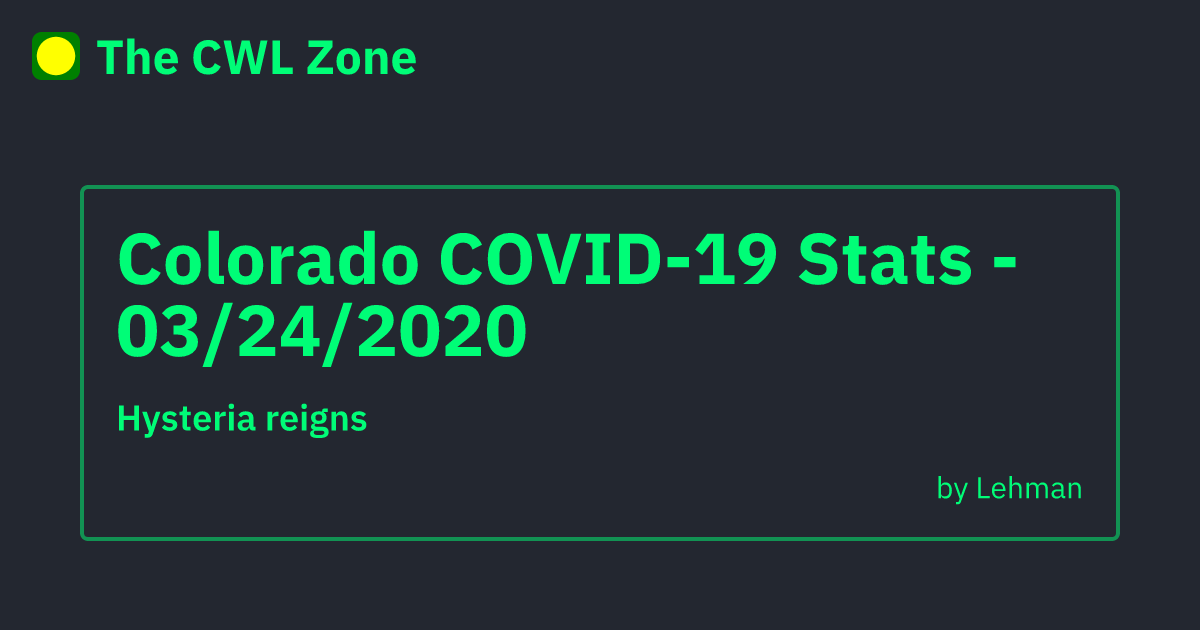 The CWL Zone
Colorado COVID-19 Stats -
03/24/2020
Hysteria reigns
by Lehman